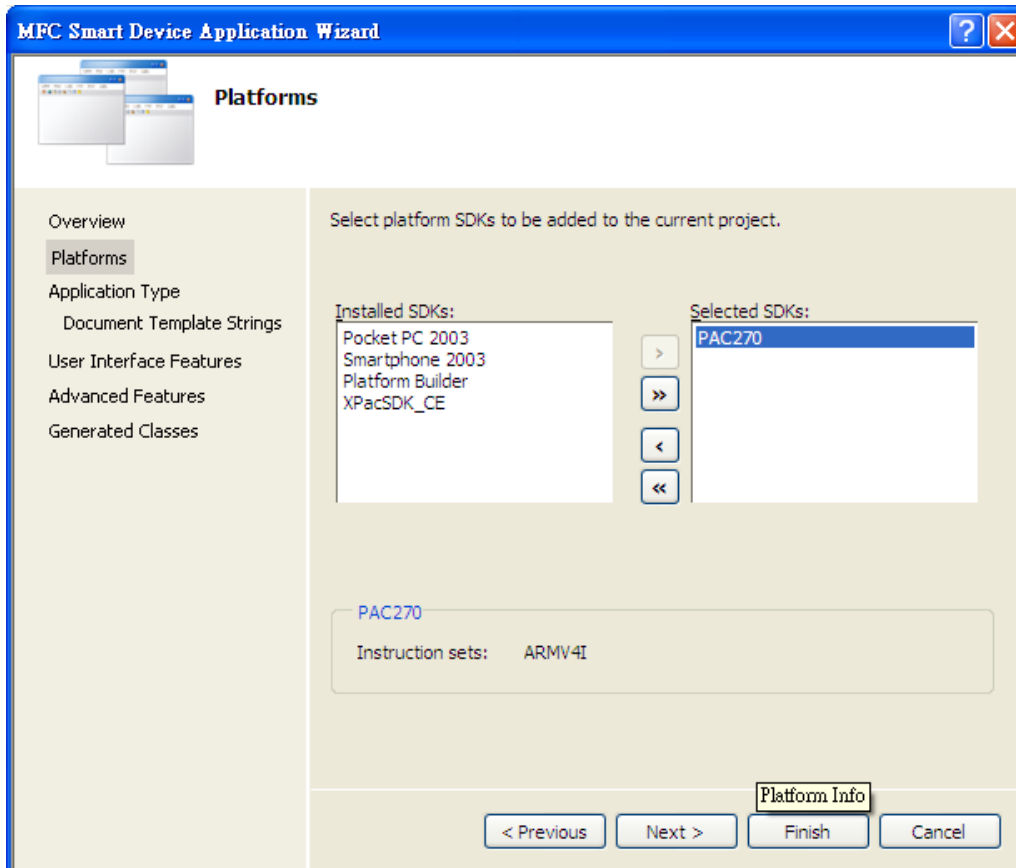 MFC Smart Device Application Wizard
Platforms
Overview
Platforms
Application Type
Document Template Strings
User Interface Features
Advanced Features
Generated Classes
Select platform SDKs to be added to the current project.
Installed SDKs:
Pocket PC 2003
Smartphone 2003
Platform Builder
XPacSDK_CE
>
>>
<
<<
Selected SDKs:
PAC270
PAC270
Instruction sets: ARMV4I
Platform Info
< Previous Next > Finish Cancel